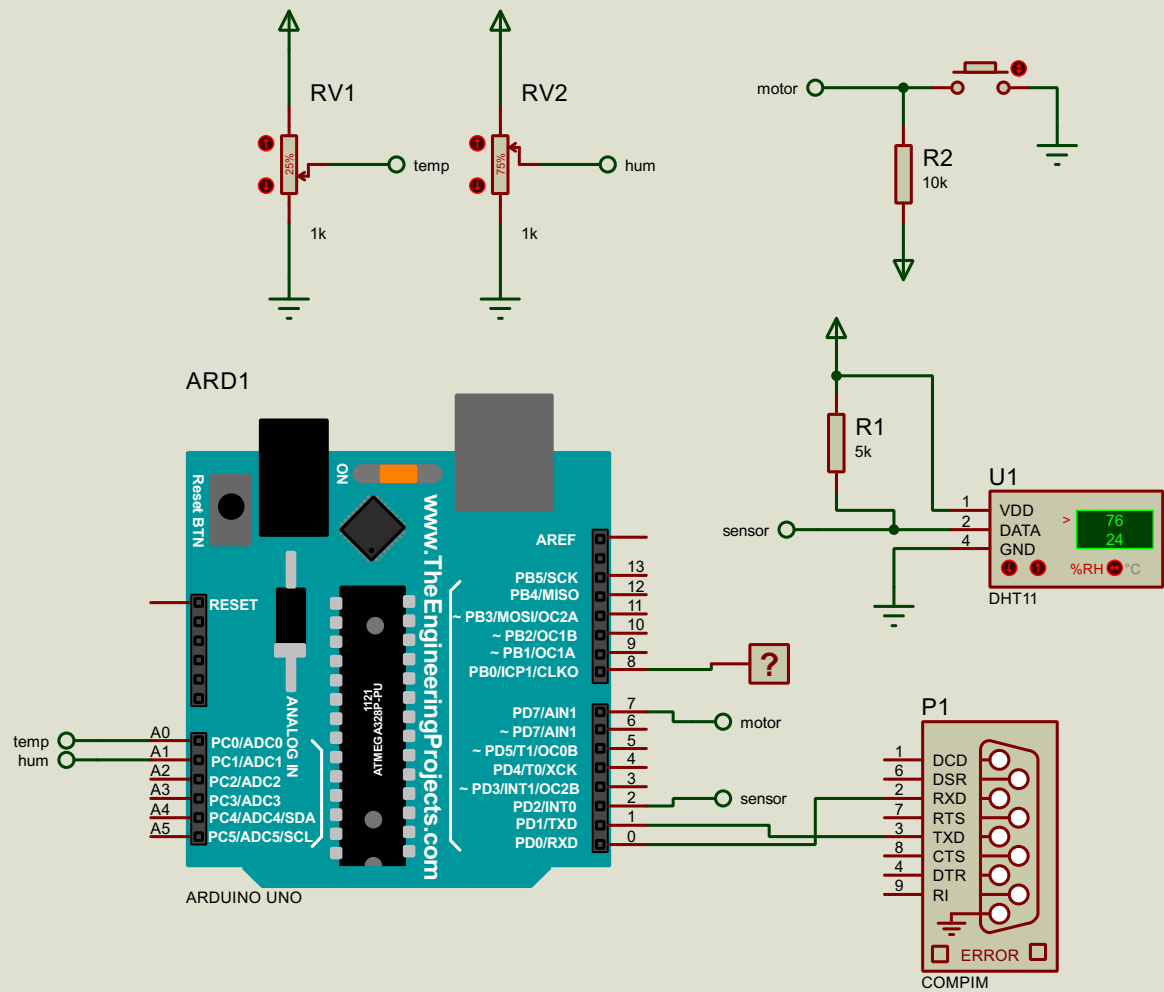 RV1
25%
temp
1k
RV2
75%
hum
1k
motor
R2
10k
R1
5k
sensor
U1
1
VDD
2
DATA
4
GND
>
76
24
%RH
°C
DHT11
ARD1
Reset BTN
ON
www.TheEngineeringProjects.com
1121
ATMEGA328P-PU
ANALOG IN
RESET
AREF
13
PB5/SCK
12
PB4/MISO
11
~ PB3/MOSI/OC2A
10
~ PB2/OC1B
9
~ PB1/OC1A
8
PB0/ICP1/CLKO
?
7
PD7/AIN1
motor
6
~ PD7/AIN1
5
~ PD5/T1/OC0B
4
PD4/T0/XCK
3
~ PD3/INT1/OC2B
2
PD2/INT0
sensor
1
PD1/TXD
0
PD0/RXD
temp
A0
PC0/ADC0
hum
A1
PC1/ADC1
A2
PC2/ADC2
A3
PC3/ADC3
A4
PC4/ADC4/SDA
A5
PC5/ADC5/SCL
ARDUINO UNO
P1
1
DCD
6
DSR
2
RXD
7
RTS
3
TXD
8
CTS
4
DTR
9
RI
ERROR
COMPIM